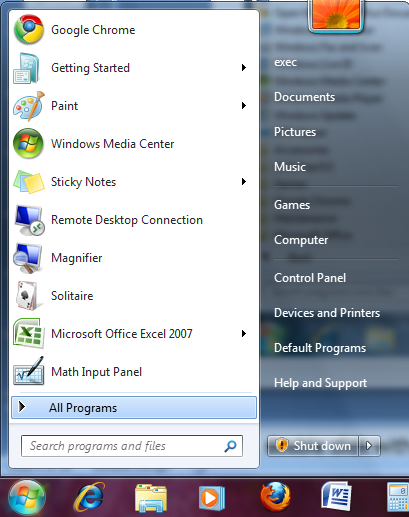 Google Chrome
Getting Started
Paint
Windows Media Center
Sticky Notes
Remote Desktop Connection
Magnifier
Solitaire
Microsoft Office Excel 2007
Math Input Panel
All Programs
Search programs and files
exec
Documents
Pictures
Music
Games
Computer
Control Panel
Devices and Printers
Default Programs
Help and Support
Shut down